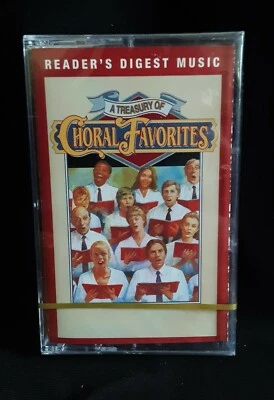 READER'S DIGEST MUSIC
A TREASURY OF
CHORAL FAVORITES